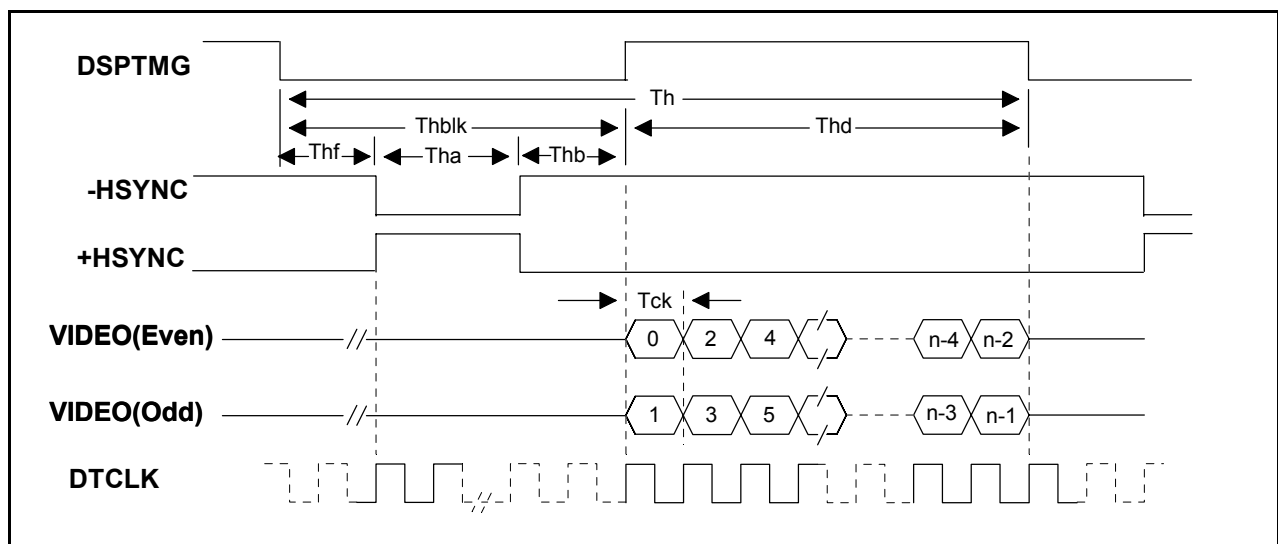 DSPTMG
Th
Thblk Thd
Thf Tha Thb
-HSYNC
+HSYNC
Tck
VIDEO(Even) 0 2 4 n-4 n-2
VIDEO(Odd) 1 3 5 n-3 n-1
DTCLK